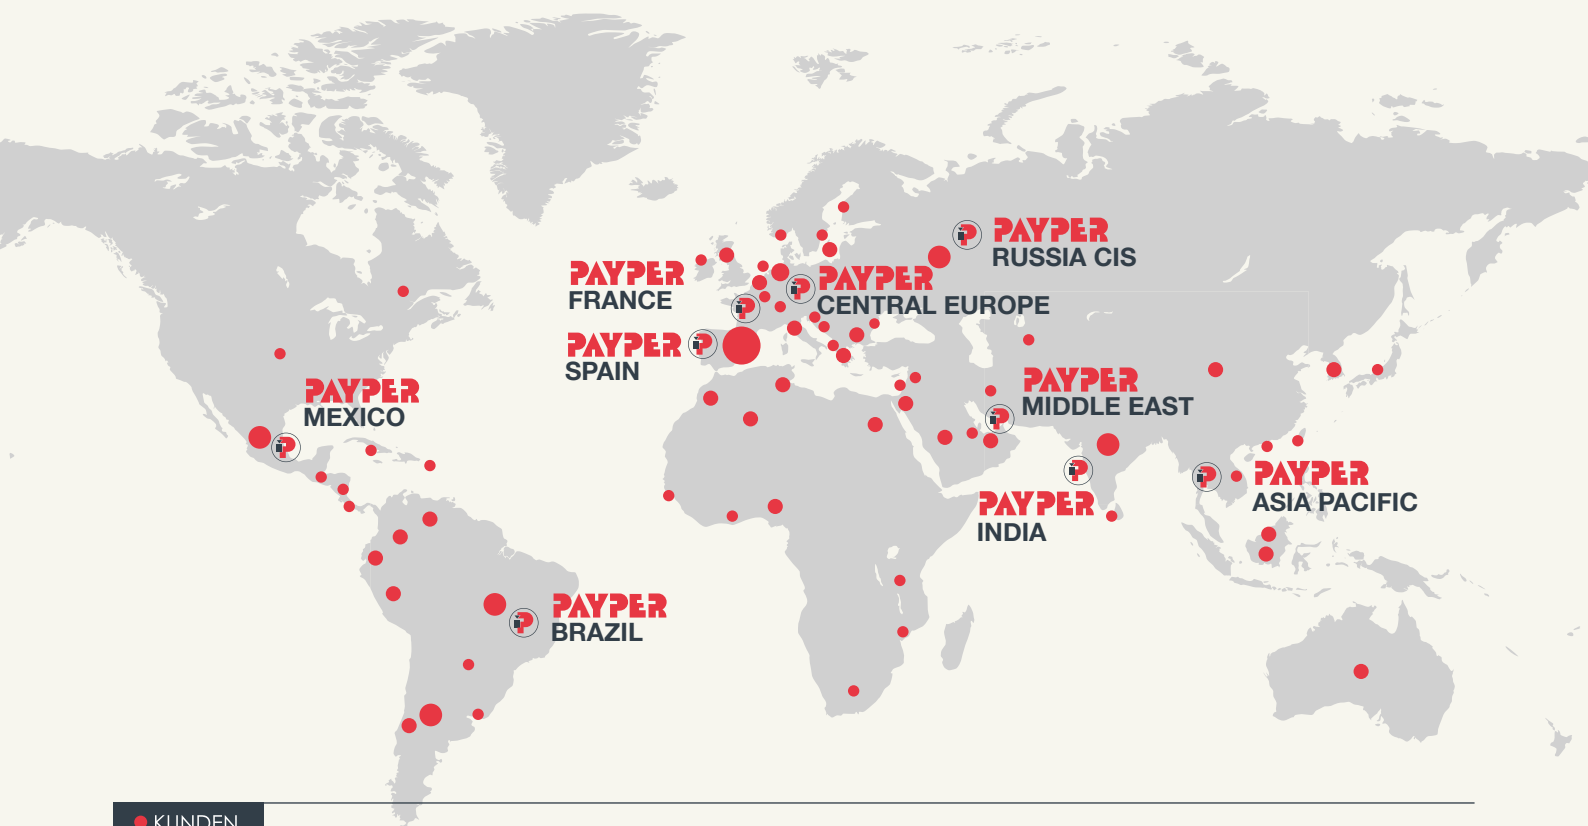 PAYPER
RUSSIA CIS
PAYPER
FRANCE
PAYPER
CENTRAL EUROPE
PAYPER
SPAIN
PAYPER
MEXICO
PAYPER
MIDDLE EAST
PAYPER
ASIA PACIFIC
PAYPER
INDIA
PAYPER
BRAZIL
KUNDEN